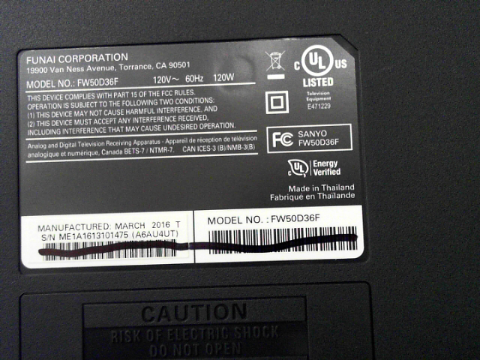 FUNAI CORPORATION
19900 Van Ness Avenue, Torrance, CA 90501
MODEL NO.: FW50D36F 120V~ 60Hz 120W
THIS DEVICE COMPLIES WITH PART 15 OF THE FCC RULES.
OPERATION IS SUBJECT TO THE FOLLOWING TWO CONDITIONS:
(1) THIS DEVICE MAY NOT CAUSE HARMFUL INTERFERENCE, AND
(2) THIS DEVICE MUST ACCEPT ANY INTERFERENCE RECEIVED,
INCLUDING INTERFERENCE THAT MAY CAUSE UNDESIRED OPERATION.
Analog and Digital Television Receiving Apparatus - Appareil de réception de télévision
analogique et numérique, Canada BETS-7 / NTMR-7. CAN ICES-3 (B)/NMB-3(B)
C UL US
LISTED
Television
Equipment
E471229
FC SANYO
FW50D36F
C UL Energy
Verified
Made in Thailand
Fabriqué en Thaïlande
MANUFACTURED: MARCH 2016 T
S/N ME1A1613101475 (A6AU4UT)
MODEL NO. : FW50D36F
CAUTION
RISK OF ELECTRIC SHOCK
DO NOT OPEN